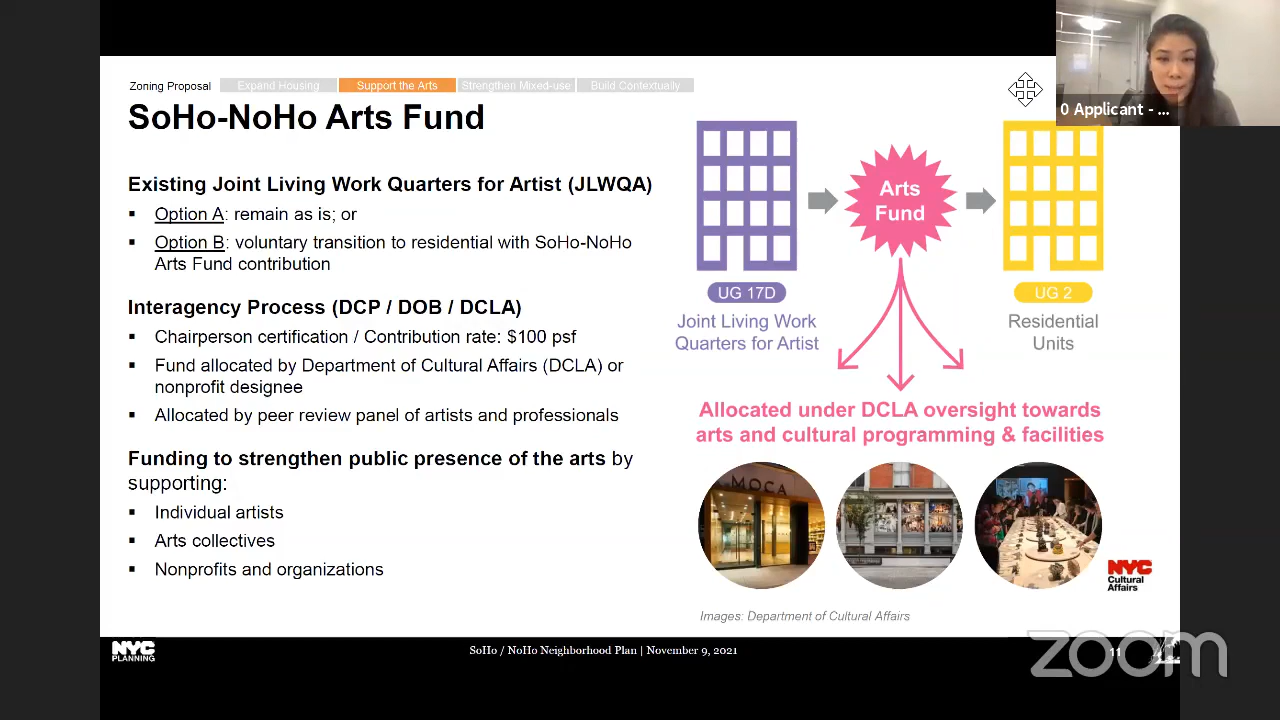 0 Applicant - ...
Zoning Proposal Expand Housing Support the Arts Strengthen Mixed-use Build Contextually
SoHo-NoHo Arts Fund
Existing Joint Living Work Quarters for Artist (JLWQA)
▪ Option A: remain as is; or
▪ Option B: voluntary transition to residential with SoHo-NoHo
Arts Fund contribution
Interagency Process (DCP / DOB / DCLA)
▪ Chairperson certification / Contribution rate: $100 psf
▪ Fund allocated by Department of Cultural Affairs (DCLA) or
nonprofit designee
▪ Allocated by peer review panel of artists and professionals
Funding to strengthen public presence of the arts by
supporting:
▪ Individual artists
▪ Arts collectives
▪ Nonprofits and organizations
Arts
Fund
UG 17D
Joint Living Work
Quarters for Artist
UG 2
Residential
Units
Allocated under DCLA oversight towards
arts and cultural programming & facilities
MOCA
NYC
Cultural
Affairs
Images: Department of Cultural Affairs
NYC
PLANNING
SoHo / NoHo Neighborhood Plan | November 9, 2021
11
zoom